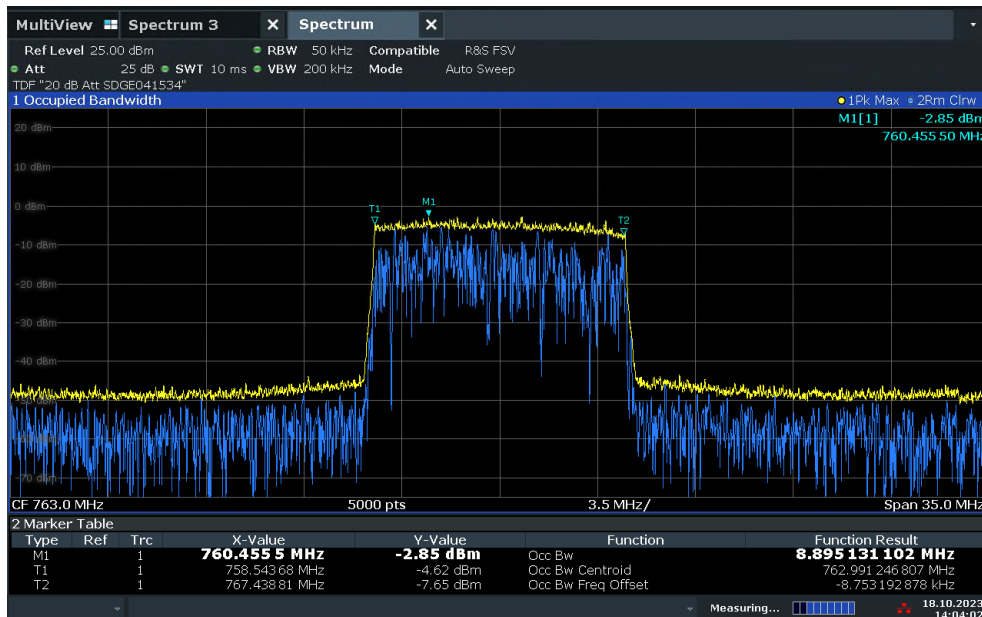 MultiView Spectrum 3 X Spectrum X
Ref Level 25.00 dBm RBW 50 kHz Compatible R&S FSV
Att 25 dB SWT 10 ms VBW 200 kHz Mode Auto Sweep
TDF "20 dB Att SDGE041534"
1 Occupied Bandwidth 1Pk Max 2Rm Clrw
M1[1] -2.85 dBm
760.455 50 MHz
20 dBm
10 dBm
0 dBm
T1 M1 T2
-10 dBm
-20 dBm
-30 dBm
-40 dBm
-70 dBm
CF 763.0 MHz 5000 pts 3.5 MHz/ Span 35.0 MHz
2 Marker Table
Type Ref Trc X-Value Y-Value Function Function Result
M1 1 760.455 5 MHz -2.85 dBm Occ Bw 8.895 131 102 MHz
T1 1 758.543 68 MHz -4.62 dBm Occ Bw Centroid 762.991 246 807 MHz
T2 1 767.438 81 MHz -7.65 dBm Occ Bw Freq Offset -8.753 192 878 kHz
Measuring... 18.10.2023
14:04:02